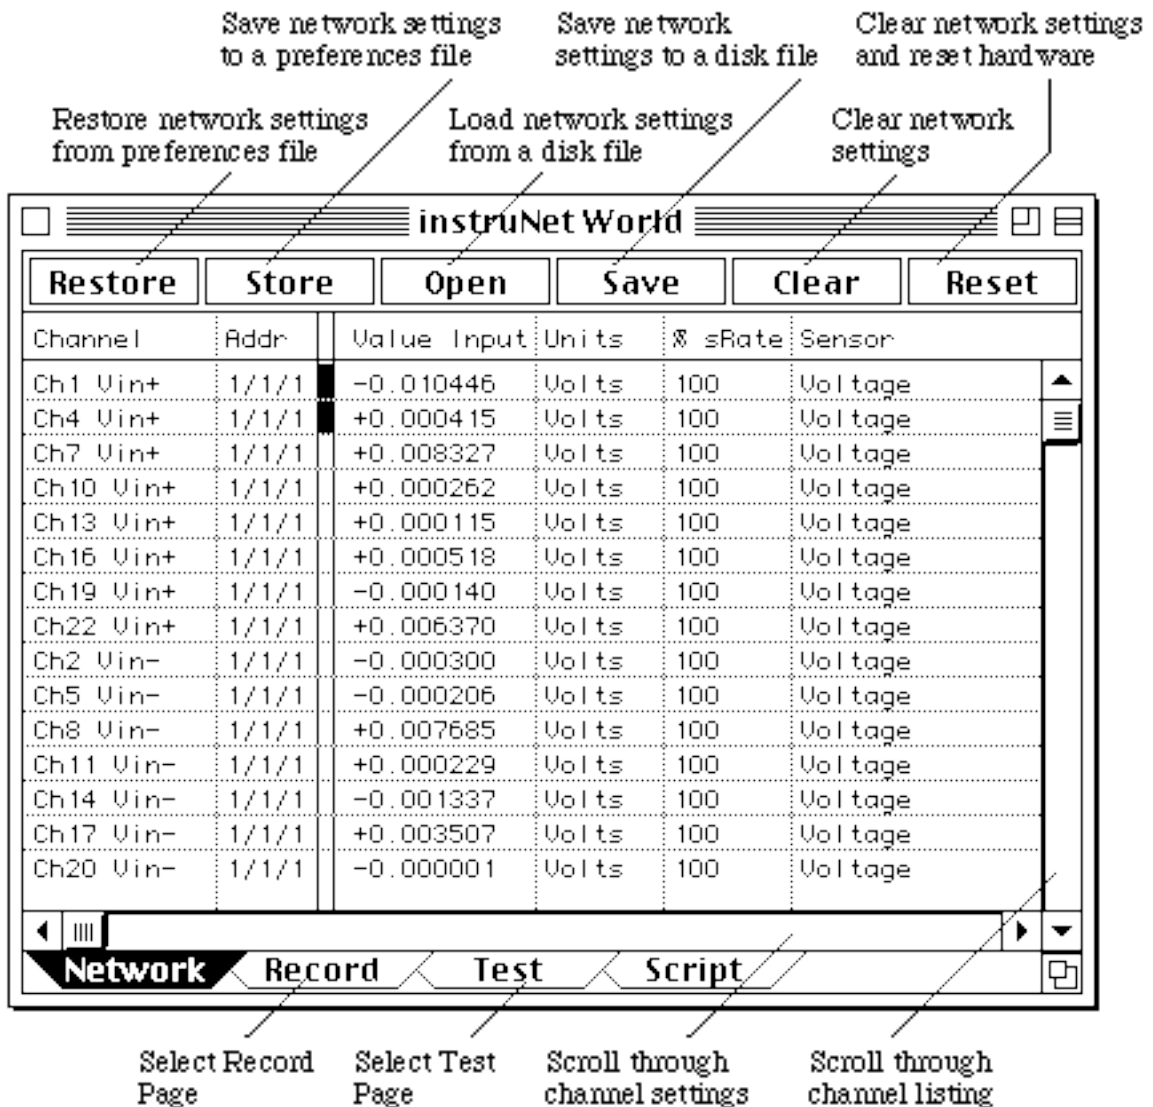 Save network settings
to a preferences file
Save network
settings to a disk file
Clear network settings
and reset hardware
Restore network settings
from preferences file
Load network settings
from a disk file
Clear network
settings
instruNet World
Restore Store Open Save Clear Reset
Channel Addr Value Input Units % sRate Sensor
Ch1 Vin+ 1/1/1 -0.010446 Volts 100 Voltage
Ch4 Vin+ 1/1/1 +0.000415 Volts 100 Voltage
Ch7 Vin+ 1/1/1 +0.008327 Volts 100 Voltage
Ch10 Vin+ 1/1/1 +0.000262 Volts 100 Voltage
Ch13 Vin+ 1/1/1 +0.000115 Volts 100 Voltage
Ch16 Vin+ 1/1/1 +0.000518 Volts 100 Voltage
Ch19 Vin+ 1/1/1 -0.000140 Volts 100 Voltage
Ch22 Vin+ 1/1/1 +0.006370 Volts 100 Voltage
Ch2 Vin- 1/1/1 -0.000300 Volts 100 Voltage
Ch5 Vin- 1/1/1 -0.000206 Volts 100 Voltage
Ch8 Vin- 1/1/1 +0.007685 Volts 100 Voltage
Ch11 Vin- 1/1/1 +0.000229 Volts 100 Voltage
Ch14 Vin- 1/1/1 -0.001337 Volts 100 Voltage
Ch17 Vin- 1/1/1 +0.003507 Volts 100 Voltage
Ch20 Vin- 1/1/1 -0.000001 Volts 100 Voltage
Network Record Test Script
Select Record
Page
Select Test
Page
Scroll through
channel settings
Scroll through
channel listing